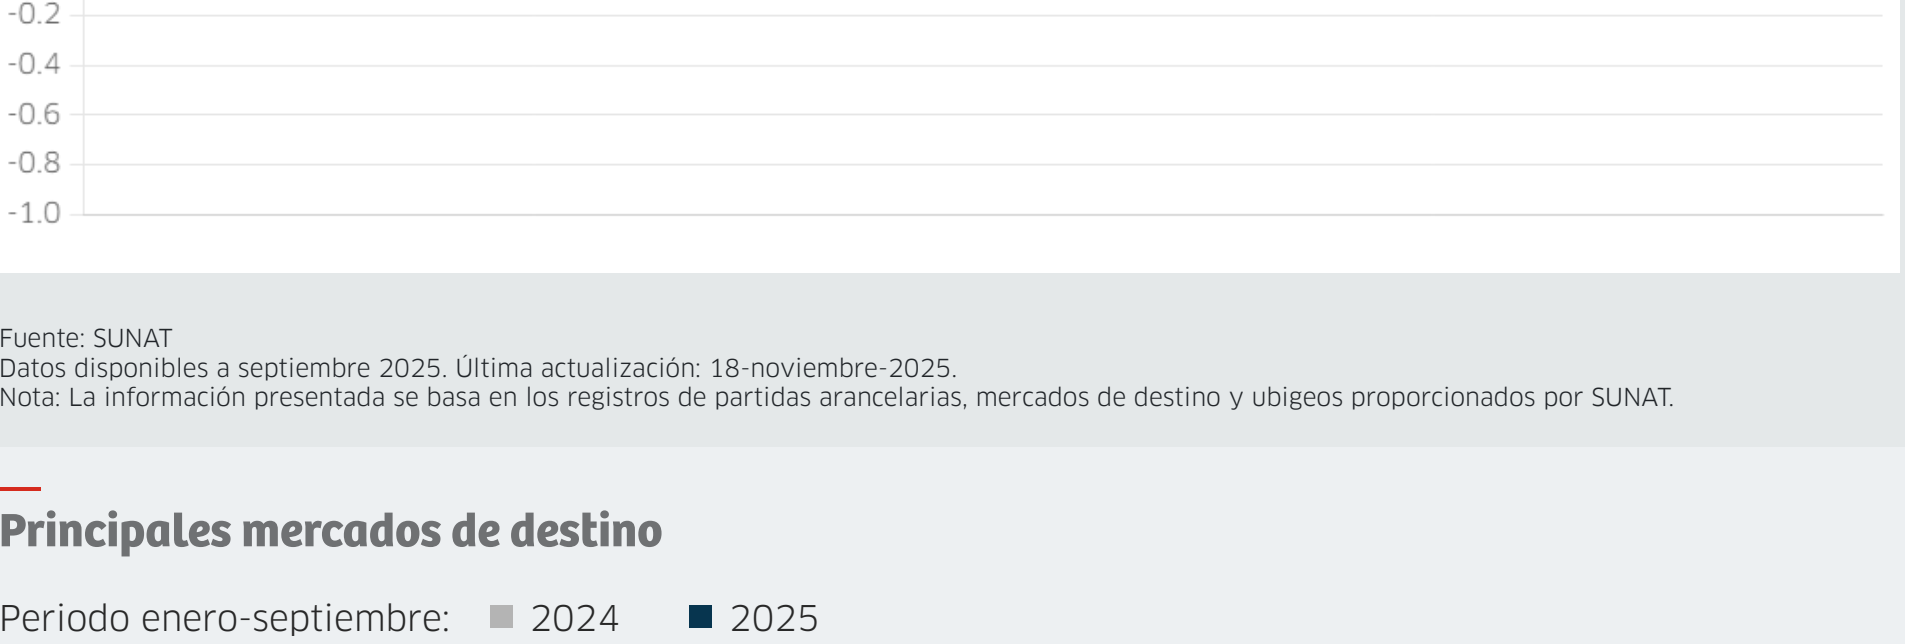 -0.2
-0.4
-0.6
-0.8
-1.0
Fuente: SUNAT
Datos disponibles a septiembre 2025. Última actualización: 18-noviembre-2025.
Nota: La información presentada se basa en los registros de partidas arancelarias, mercados de destino y ubigeos proporcionados por SUNAT.
Principales mercados de destino
Periodo enero-septiembre: 2024 2025